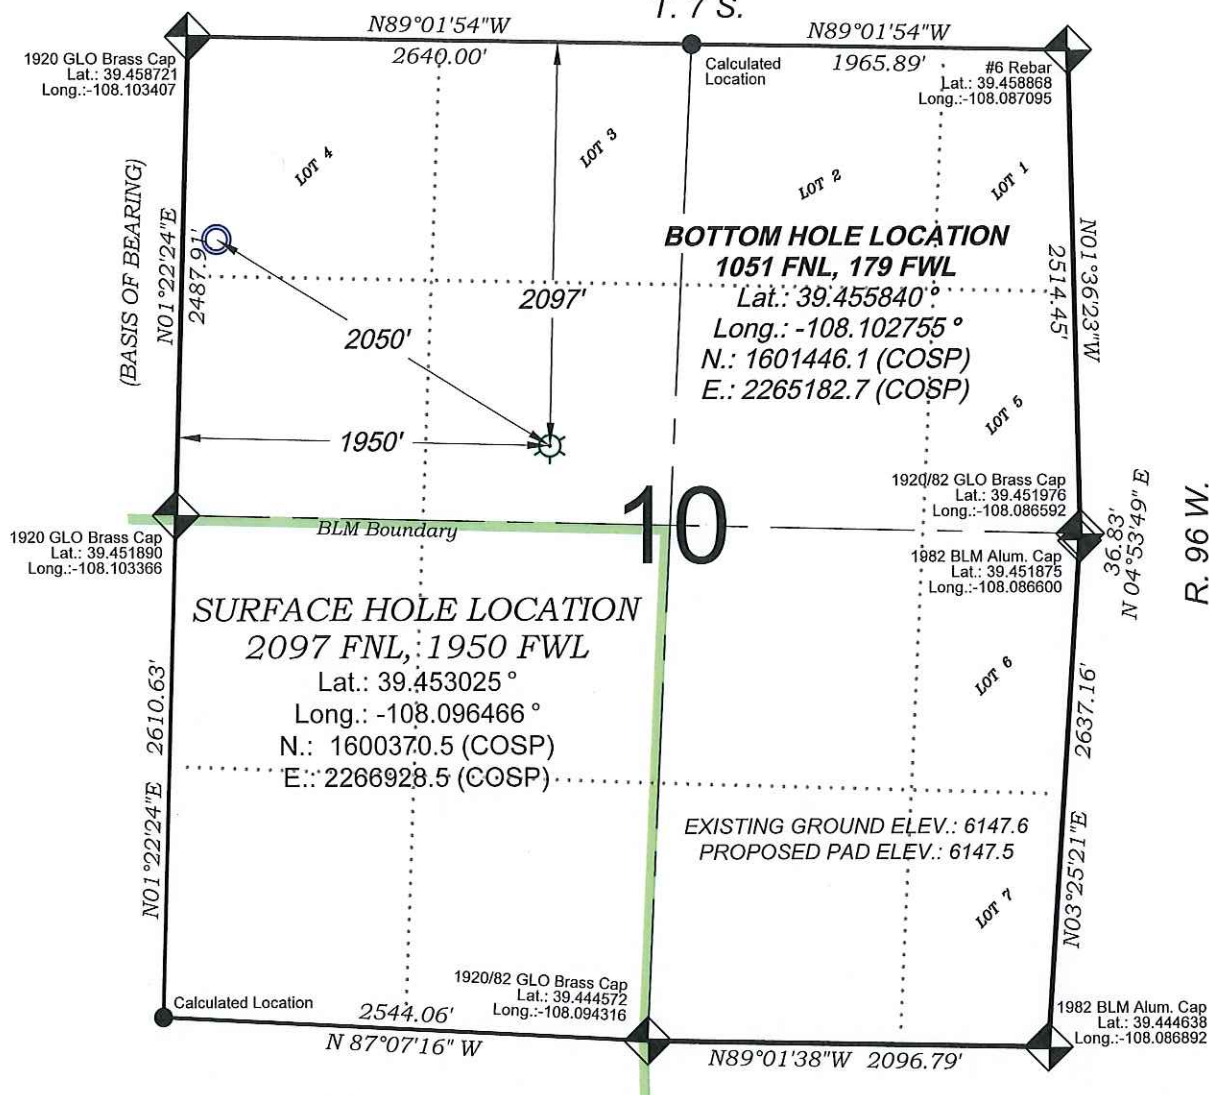 T. 7 S.
N89°01'54"W
2640.00'
N89°01'54"W
1965.89'
1920 GLO Brass Cap
Lat.: 39.458721
Long.:-108.103407
Calculated
Location
#6 Rebar
Lat.: 39.458868
Long.:-108.087095
LOT 4
LOT 3
LOT 2
LOT 1
(BASIS OF BEARING)
N01°22'24"E
2487.91'
BOTTOM HOLE LOCATION
1051 FNL, 179 FWL
Lat.: 39.455840°
Long.: -108.102755°
N.: 1601446.1 (COSP)
E.: 2265182.7 (COSP)
N01°36'23"W
2514.45'
2097'
2050'
1950'
LOT 5
1920/82 GLO Brass Cap
Lat.: 39.451976
Long.:-108.086592
10
BLM Boundary
1920 GLO Brass Cap
Lat.: 39.451890
Long.:-108.103366
1982 BLM Alum. Cap
Lat.: 39.451875
Long.:-108.086600
36.83'
N 04°53'49" E
R. 96 W.
SURFACE HOLE LOCATION
2097 FNL, 1950 FWL
Lat.: 39.453025°
Long.: -108.096466°
N.: 1600370.5 (COSP)
E.: 2266928.5 (COSP)
LOT 6
2610.63'
N01°22'24"E
2637.16'
N03°25'21"E
EXISTING GROUND ELEV.: 6147.6
PROPOSED PAD ELEV.: 6147.5
LOT 7
Calculated Location
1920/82 GLO Brass Cap
Lat.: 39.444572
Long.:-108.094316
2544.06'
N 87°07'16" W
1982 BLM Alum. Cap
Lat.: 39.444638
Long.:-108.086892
N89°01'38"W 2096.79'